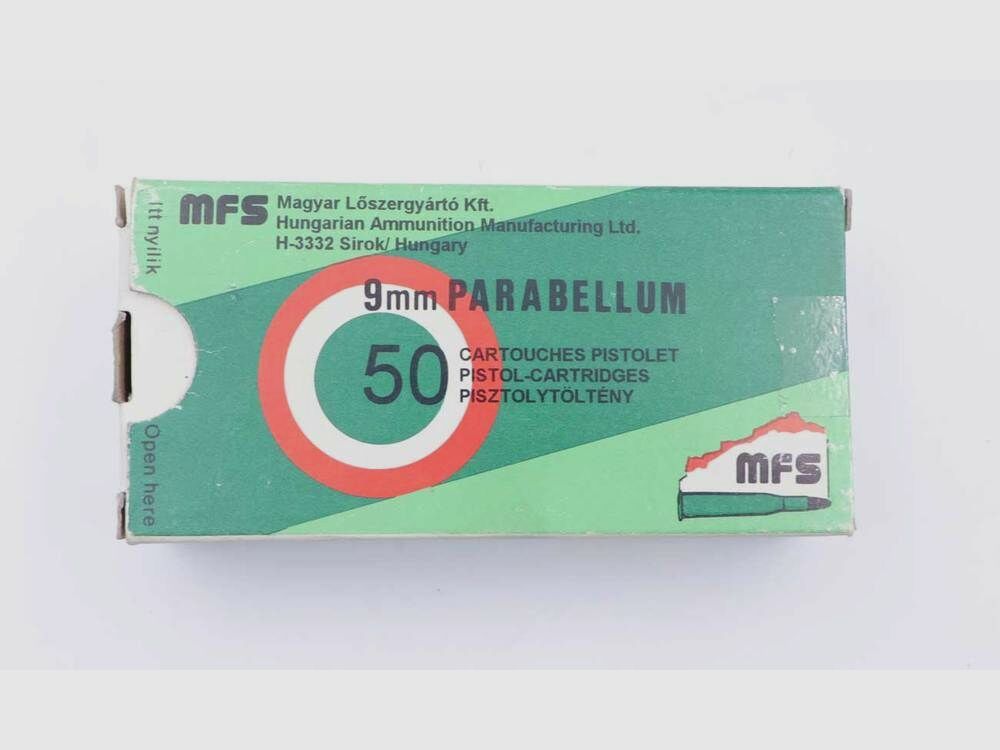 MFS
Magyar Lőszergyártó Kft.
Hungarian Ammunition Manufacturing Ltd.
H-3332 Sirok/ Hungary
Itt nyílik
9mm PARABELLUM
50
CARTOUCHES PISTOLET
PISTOL-CARTRIDGES
PISZTOLYTÖLTÉNY
Open here
MFS